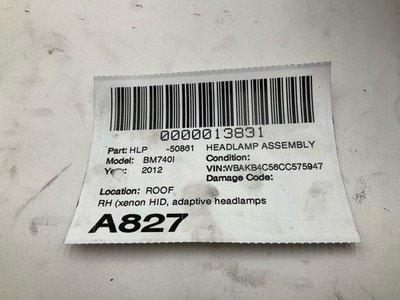 0000013831
Part: HLP -50861 HEADLAMP ASSEMBLY
Model: BM740I Condition:
Year: 2012 VIN:WBAKB4C56CC575947
Damage Code:
Location: ROOF
RH (xenon HID, adaptive headlamps
A827